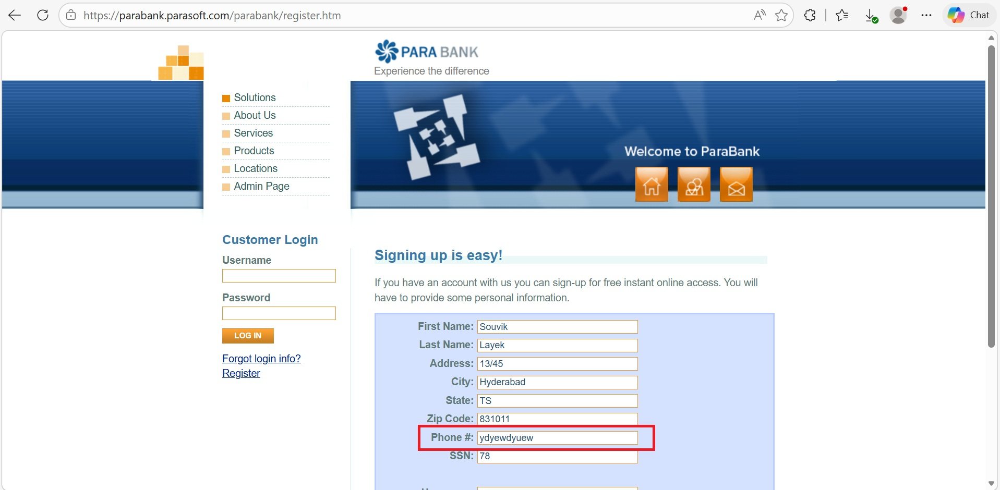 https://parabank.parasoft.com/parabank/register.htm
Chat
PARA BANK
Experience the difference
Solutions
About Us
Services
Products
Locations
Admin Page
Welcome to ParaBank
Customer Login
Username
Password
LOG IN
Forgot login info?
Register
Signing up is easy!
If you have an account with us you can sign-up for free instant online access. You will
have to provide some personal information.
First Name: Souvik
Last Name: Layek
Address: 13/45
City: Hyderabad
State: TS
Zip Code: 831011
Phone #: ydyewdyuew
SSN: 78